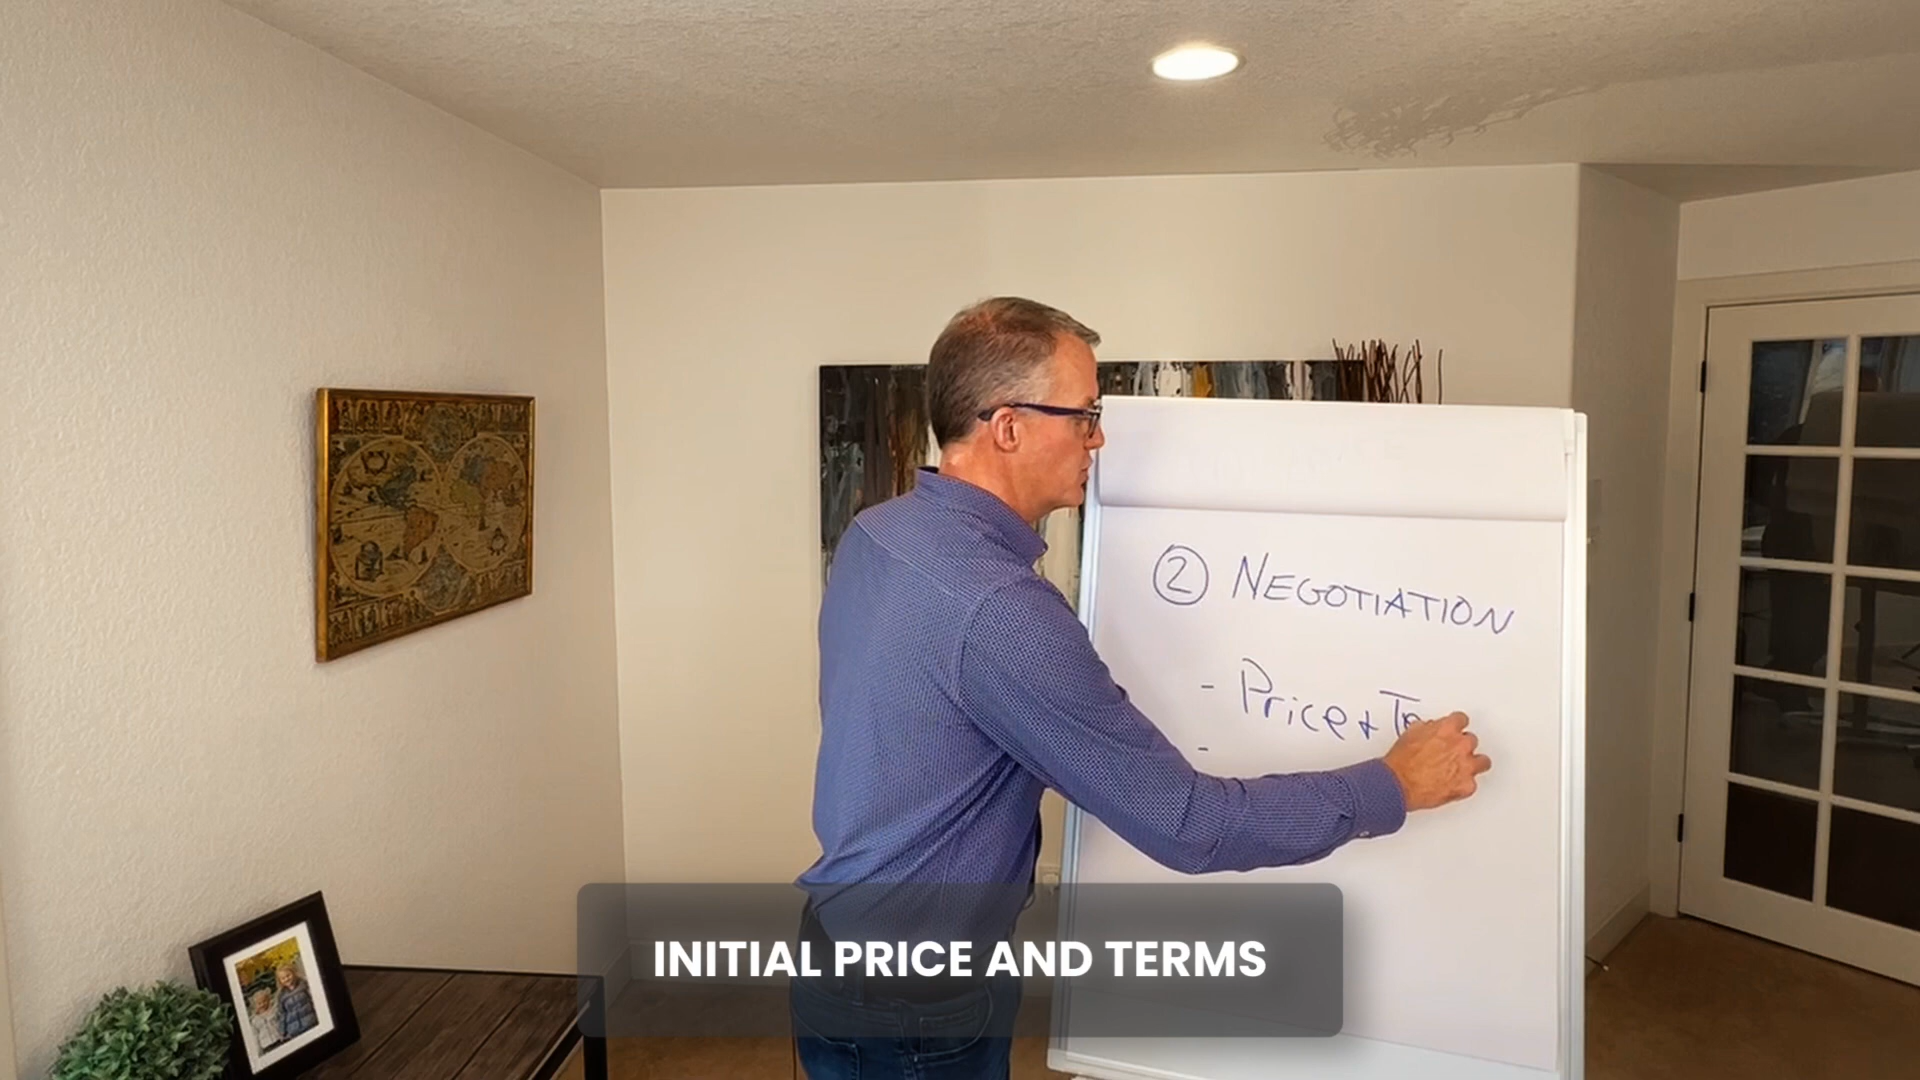 ② NEGOTIATION
- Price &
-
INITIAL PRICE AND TERMS